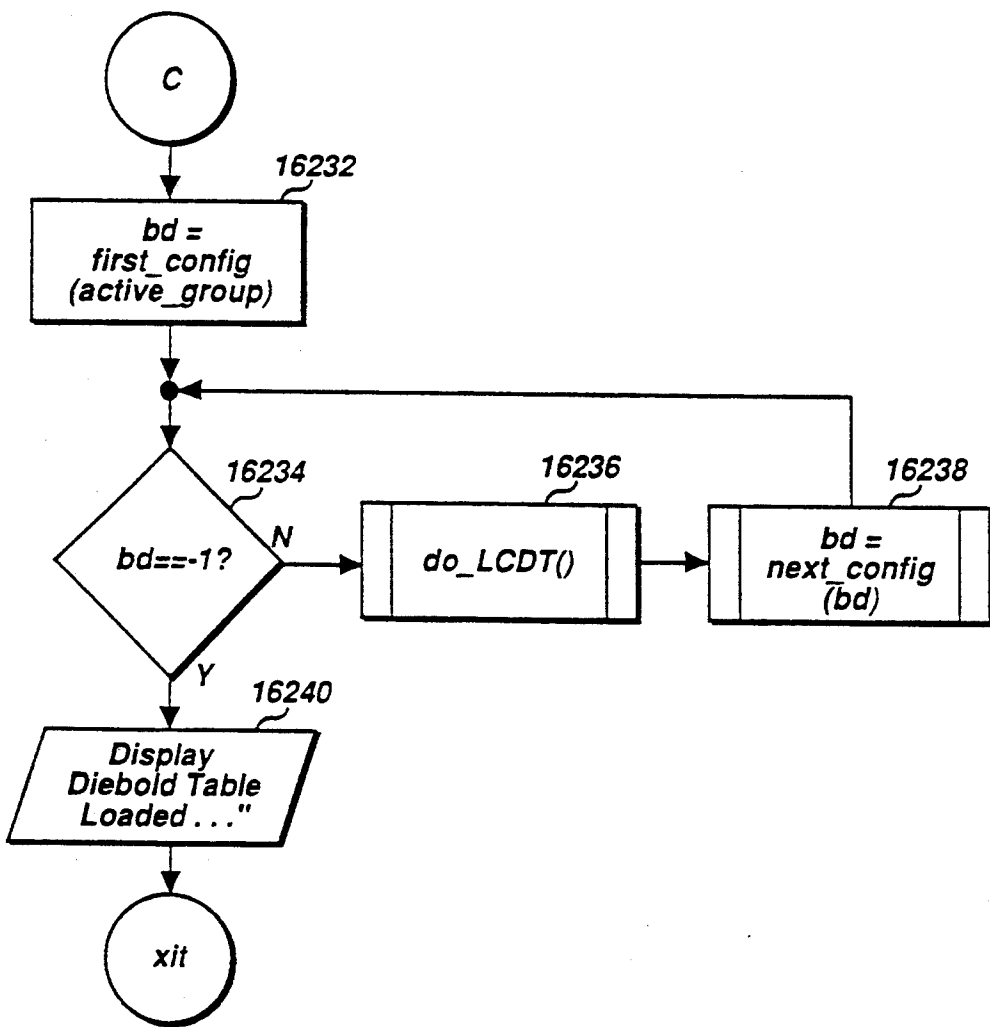 C
16232
bd =
first_config
(active_group)
16234
bd==-1?
N
Y
16236
do_LCDT()
16238
bd =
next_config
(bd)
16240
Display
Diebold Table
Loaded . . ."
xit